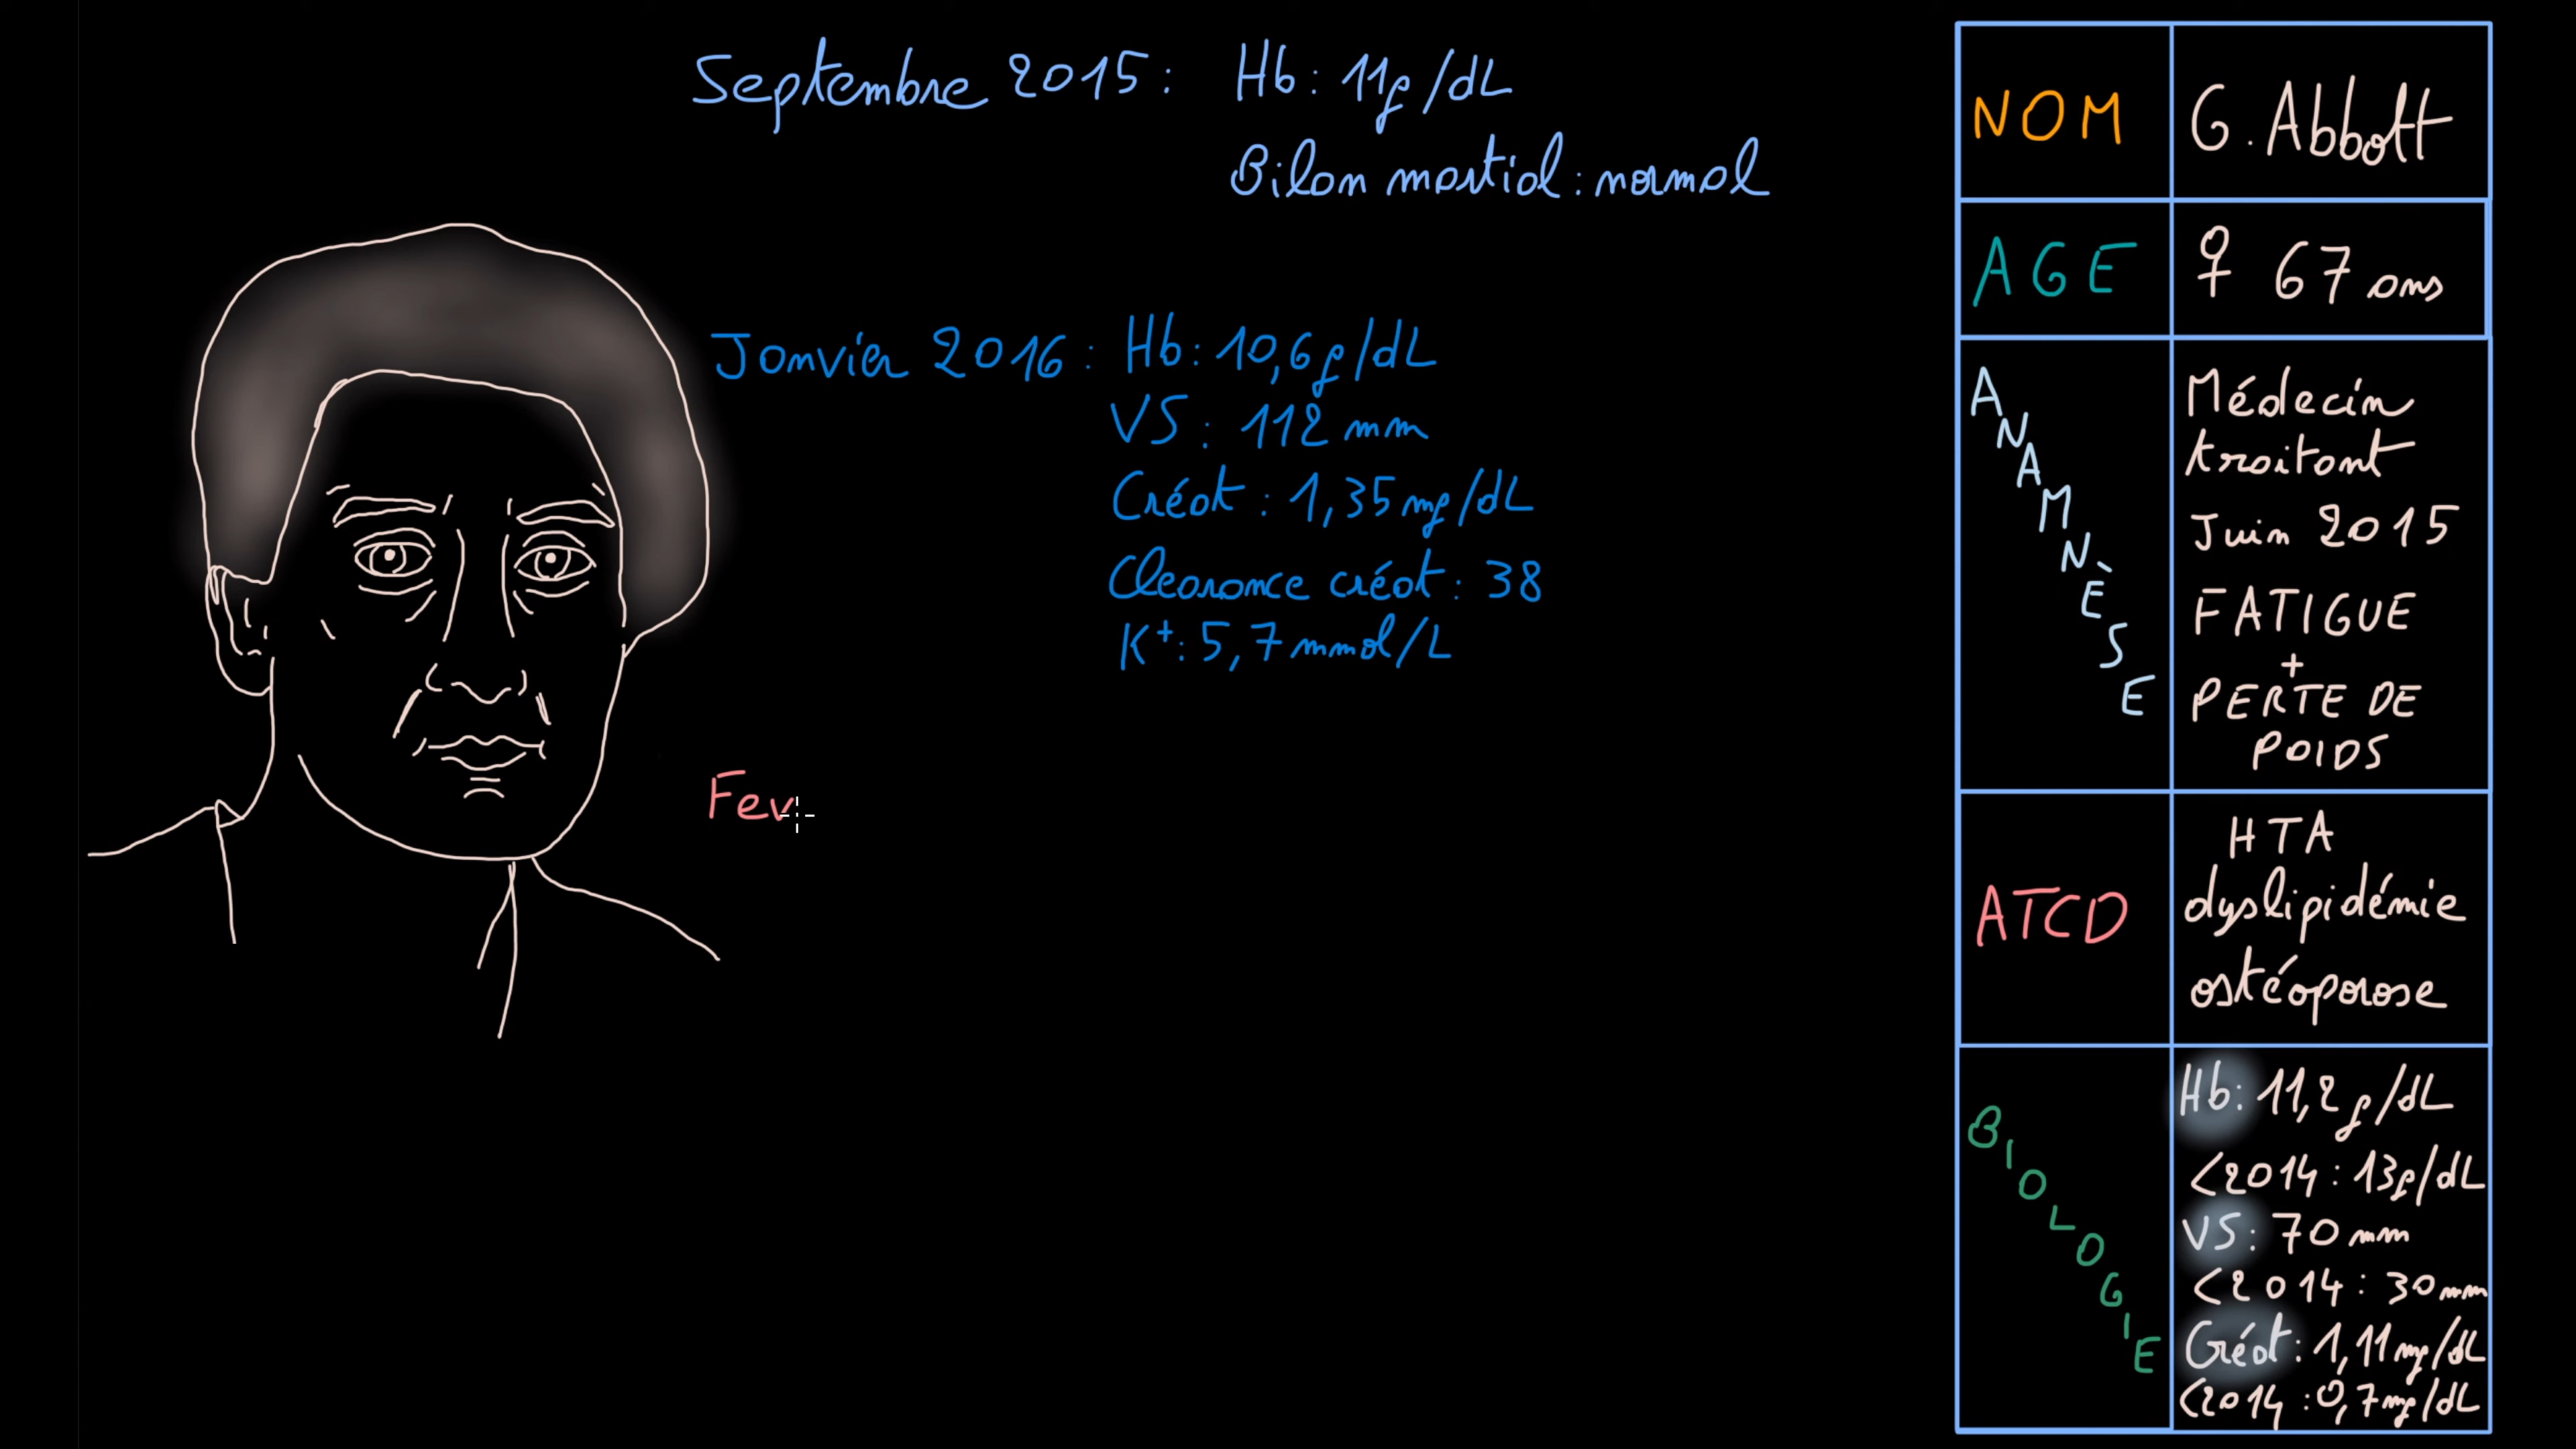 Septembre 2015 : Hb : 11g/dL
Bilan martial : normal
Janvier 2016 : Hb : 10,6g/dL
VS : 112 mm
Créat : 1,35 mg/dL
Clearance créat : 38
K+ : 5,7 mmol/L
Fev
NOM
G. Abbott
AGE
♀ 67 ans
ANAMNÈSE
Médecin
traitant
Juin 2015
FATIGUE
+
PERTE DE
POIDS
ATCD
HTA
dyslipidémie
ostéoporose
BIOLOGIE
Hb : 11,2 g/dL
<2014 : 13g/dL
VS : 70 mm
<2014 : 30 mm
Créat : 1,11 mg/dL
<2014 : 0,7 mg/dL